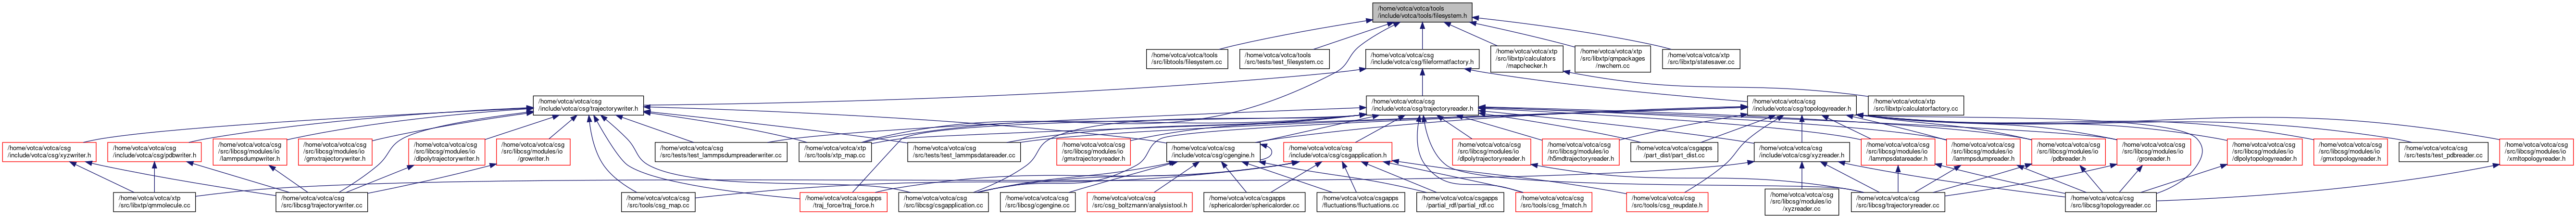 /home/votca/votca/tools
/include/votca/tools/filesystem.h
/home/votca/votca/tools
/src/libtools/filesystem.cc
/home/votca/votca/tools
/src/tests/test_filesystem.cc
/home/votca/votca/csg
/include/votca/csg/fileformatfactory.h
/home/votca/votca/xtp
/src/libxtp/calculators
/mapchecker.h
/home/votca/votca/xtp
/src/libxtp/qmpackages
/nwchem.cc
/home/votca/votca/xtp
/src/libxtp/statesaver.cc
/home/votca/votca/csg
/include/votca/csg/trajectorywriter.h
/home/votca/votca/csg
/include/votca/csg/trajectoryreader.h
/home/votca/votca/csg
/include/votca/csg/topologyreader.h
/home/votca/votca/xtp
/src/libxtp/calculatorfactory.cc
/home/votca/votca/csg
/include/votca/csg/xyzwriter.h
/home/votca/votca/csg
/include/votca/csg/pdbwriter.h
/home/votca/votca/csg
/src/libcsg/modules/io
/lammpsdumpwriter.h
/home/votca/votca/csg
/src/libcsg/modules/io
/gmxtrajectorywriter.h
/home/votca/votca/csg
/src/libcsg/modules/io
/dlpolytrajectorywriter.h
/home/votca/votca/csg
/src/libcsg/modules/io
/growriter.h
/home/votca/votca/csg
/src/tests/test_lammpsdumpreaderwriter.cc
/home/votca/votca/xtp
/src/tools/xtp_map.cc
/home/votca/votca/csg
/src/tests/test_lammpsdatareader.cc
/home/votca/votca/csg
/src/libcsg/modules/io
/gmxtrajectoryreader.h
/home/votca/votca/csg
/include/votca/csg/cgengine.h
/home/votca/votca/csg
/include/votca/csg/csgapplication.h
/home/votca/votca/csg
/src/libcsg/modules/io
/dlpolytrajectoryreader.h
/home/votca/votca/csg
/src/libcsg/modules/io
/h5mdtrajectoryreader.h
/home/votca/votca/csgapps
/part_dist/part_dist.cc
/home/votca/votca/csg
/include/votca/csg/xyzreader.h
/home/votca/votca/csg
/src/libcsg/modules/io
/lammpsdatareader.h
/home/votca/votca/csg
/src/libcsg/modules/io
/lammpsdumpreader.h
/home/votca/votca/csg
/src/libcsg/modules/io
/pdbreader.h
/home/votca/votca/csg
/src/libcsg/modules/io
/groreader.h
/home/votca/votca/csg
/src/libcsg/modules/io
/dlpolytopologyreader.h
/home/votca/votca/csg
/src/libcsg/modules/io
/gmxtopologyreader.h
/home/votca/votca/csg
/src/tests/test_pdbreader.cc
/home/votca/votca/csg
/src/libcsg/modules/io
/xmltopologyreader.h
/home/votca/votca/xtp
/src/libxtp/qmmolecule.cc
/home/votca/votca/csg
/src/libcsg/trajectorywriter.cc
/home/votca/votca/csg
/src/tools/csg_map.cc
/home/votca/votca/csgapps
/traj_force/traj_force.h
/home/votca/votca/csg
/src/libcsg/csgapplication.cc
/home/votca/votca/csg
/src/libcsg/cgengine.cc
/home/votca/votca/csg
/src/csg_boltzmann/analysistool.h
/home/votca/votca/csgapps
/sphericalorder/sphericalorder.cc
/home/votca/votca/csgapps
/fluctuations/fluctuations.cc
/home/votca/votca/csgapps
/partial_rdf/partial_rdf.cc
/home/votca/votca/csg
/src/tools/csg_fmatch.h
/home/votca/votca/csg
/src/tools/csg_reupdate.h
/home/votca/votca/csg
/src/libcsg/modules/io
/xyzreader.cc
/home/votca/votca/csg
/src/libcsg/trajectoryreader.cc
/home/votca/votca/csg
/src/libcsg/topologyreader.cc